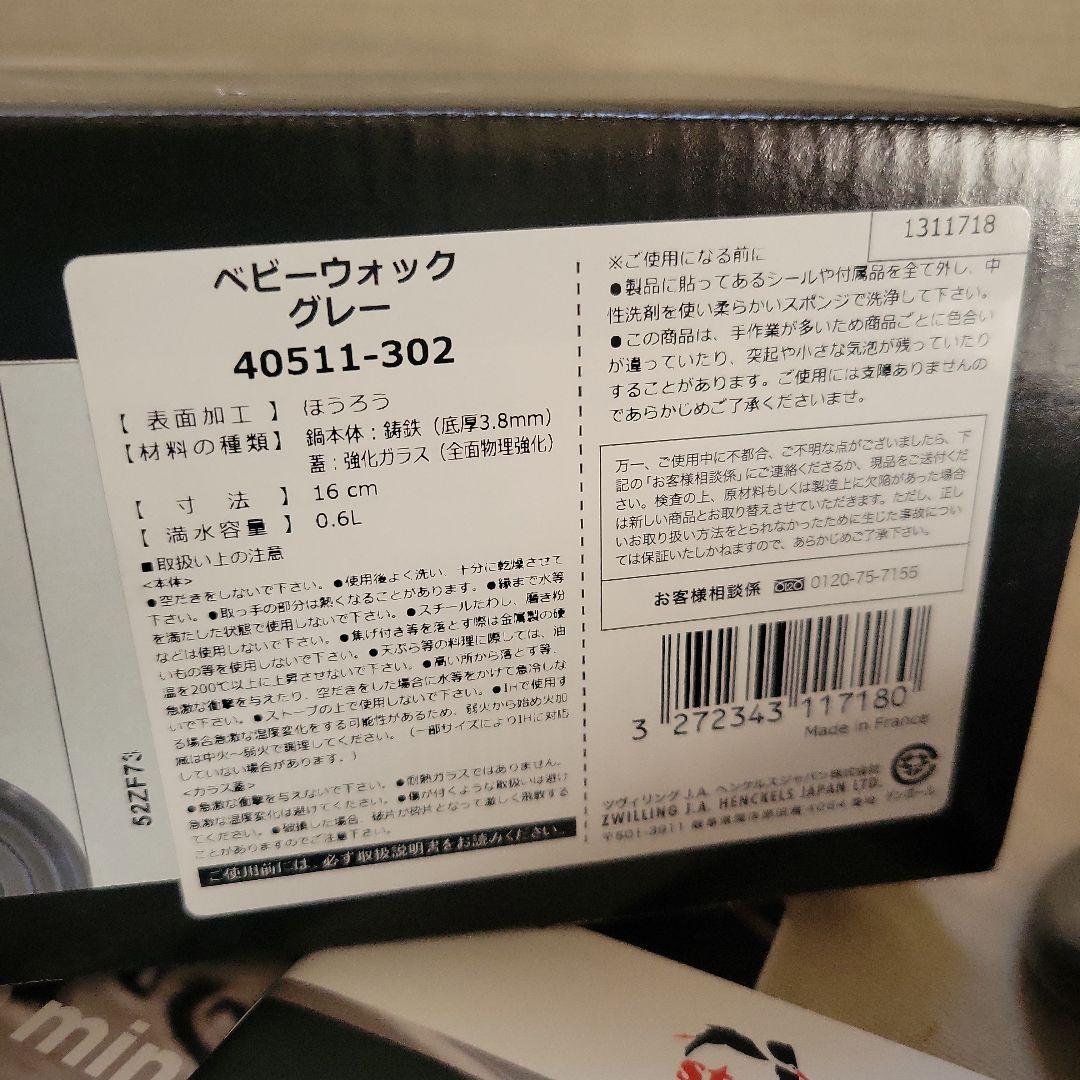 ベビーウォック
グレー
40511-302
【 表面加工 】 ほうろう
【材料の種類】 鍋本体：鋳鉄（底厚3.8mm）
蓋：強化ガラス（全面物理強化）
【 寸 法 】 16 cm
【 満水容量 】 0.6L
■取扱い上の注意
<本体>
●空だきをしないで下さい。●使用後よく洗い、十分に乾燥させて
下さい。●取っ手の部分は熱くなることがあります。●縁まで水等
を満たした状態で使用しないで下さい。●スチールたわし、磨き粉
などは使用しないで下さい。●焦げ付き等を落とす際は金属製の硬
いもの等を使用しないで下さい。●天ぷら等の料理に際しては、油
温を200℃以上に上昇させないで下さい。●高い所から落とす等、
急激な衝撃を与えたり、空だきをした場合に水等をかけて急冷しな
いで下さい。●ストーブの上で使用しないで下さい。●IHで使用す
る場合急激な温度変化をする可能性があるため、弱火から始め火加
減は中火～弱火で調理してください。（一部サイズによりIHに対応
していない場合があります。）
<ガラス蓋>
●急激な衝撃を与えないで下さい。●耐熱ガラスではありません。
急激な温度変化は避けてください。●傷が付くような取扱いは避け
てください。●破損した場合、破片が砕片となって激しく飛散する
ことがありますのでご注意下さい。
ご使用前には、必ず取扱説明書をお読みください。
52ZF73
1311718
※ご使用になる前に
●製品に貼ってあるシールや付属品を全て外し、中
性洗剤を使い柔らかいスポンジで洗浄して下さい。
●この商品は、手作業が多いため商品ごとに色合い
が違っていたり、突起や小さな気泡が残っていたり
することがあります。ご使用には支障ありませんの
であらかじめご了承くださいませ。
万一、ご使用中に不都合、ご不明な点がございましたら、下
記の「お客様相談係」にご連絡くださるか、現品をご送付くだ
さい。検査の上、原材料もしくは製造上に欠陥があった場合
は新しい商品とお取り替えさせていただきます。ただし、正し
いお取り扱い方法をとられなかったために生じた事故につい
ては保証いたしかねますので、あらかじめご了承下さい。
お客様相談係 0120-75-7155
3 272343 117180
Made in France
ツヴィリング J.A. ヘンケルスジャパン株式会社
ZWILLING J.A. HENCKELS JAPAN LTD.
〒501-3911 岐阜県関市肥田瀬 4064 番地
ダンボール
min